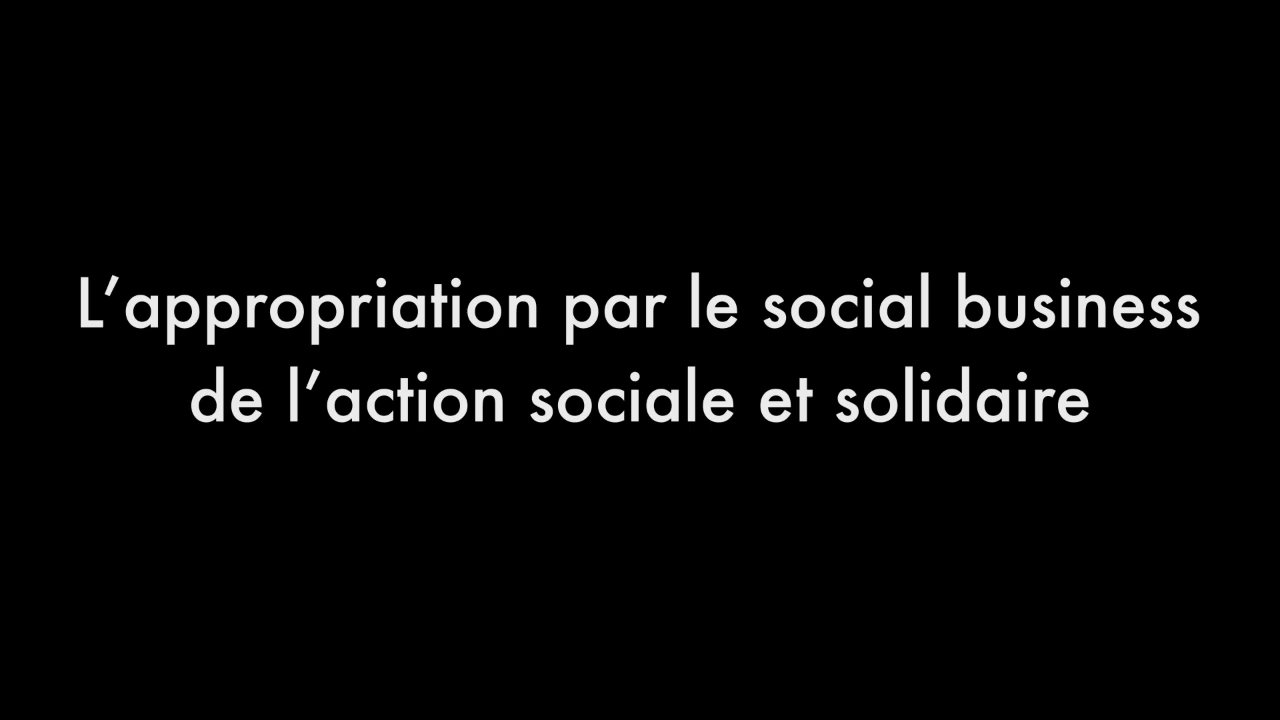 L’appropriation par le social business
de l’action sociale et solidaire